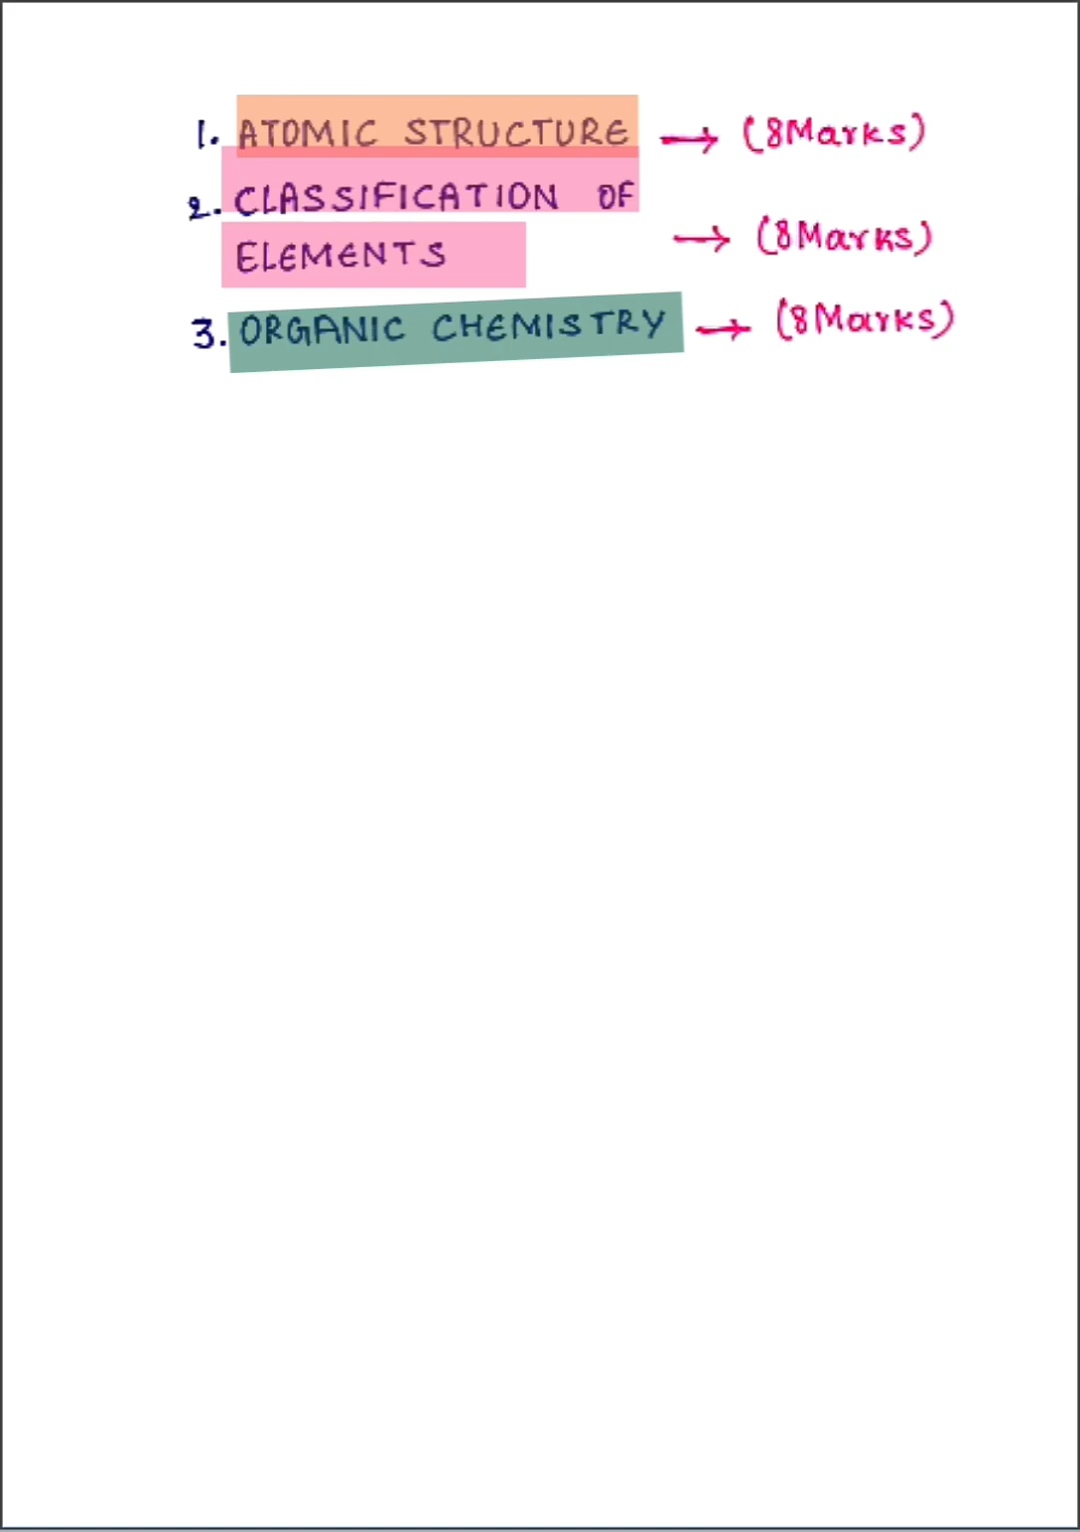 1. ATOMIC STRUCTURE → (8Marks)
2. CLASSIFICATION OF
ELEMENTS → (8Marks)
3. ORGANIC CHEMISTRY → (8Marks)